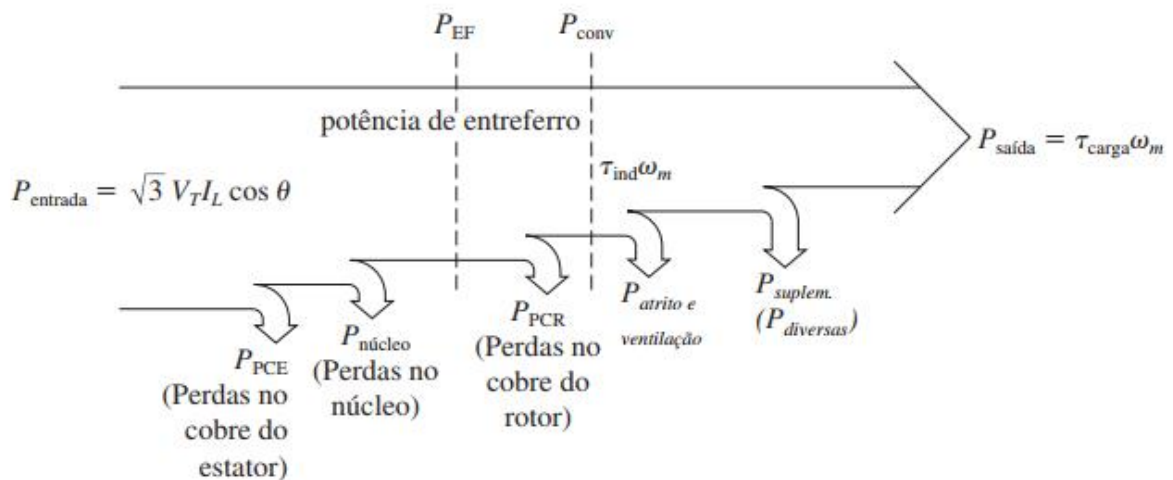 P_EF P_conv
potência de entreferro
P_saída = τ_carga ω_m
τ_ind ω_m
P_entrada = √3 V_T I_L cos θ
P_PCE
(Perdas no
cobre do
estator)
P_núcleo
(Perdas no
núcleo)
P_PCR
(Perdas no
cobre do
rotor)
P_atrito e
ventilação
P_suplem.
(P_diversas)